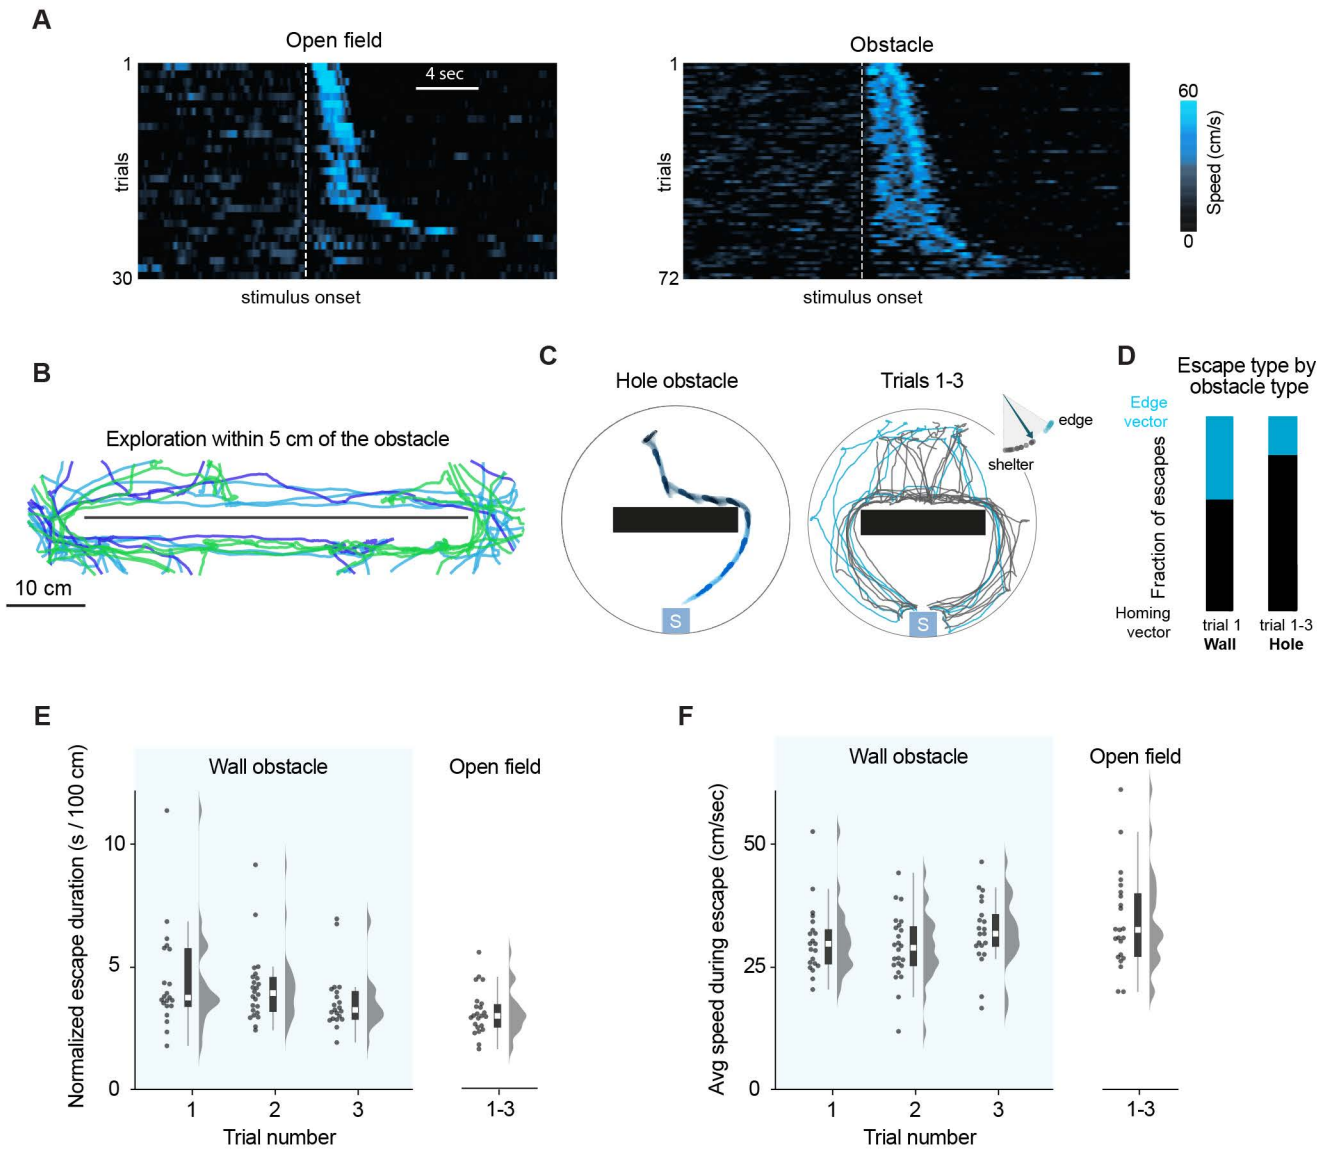 A
Open field
1
4 sec
trials
30
stimulus onset
Obstacle
1
trials
72
stimulus onset
60
Speed (cm/s)
0
B
Exploration within 5 cm of the obstacle
10 cm
C
Hole obstacle
S
Trials 1-3
edge
shelter
S
D
Escape type by
obstacle type
Edge
vector
Fraction of escapes
Homing
vector
trial 1
Wall
trial 1-3
Hole
E
Normalized escape duration (s / 100 cm)
Wall obstacle
Open field
10
5
0
1
2
3
1-3
Trial number
F
Avg speed during escape (cm/sec)
Wall obstacle
Open field
50
25
0
1
2
3
1-3
Trial number